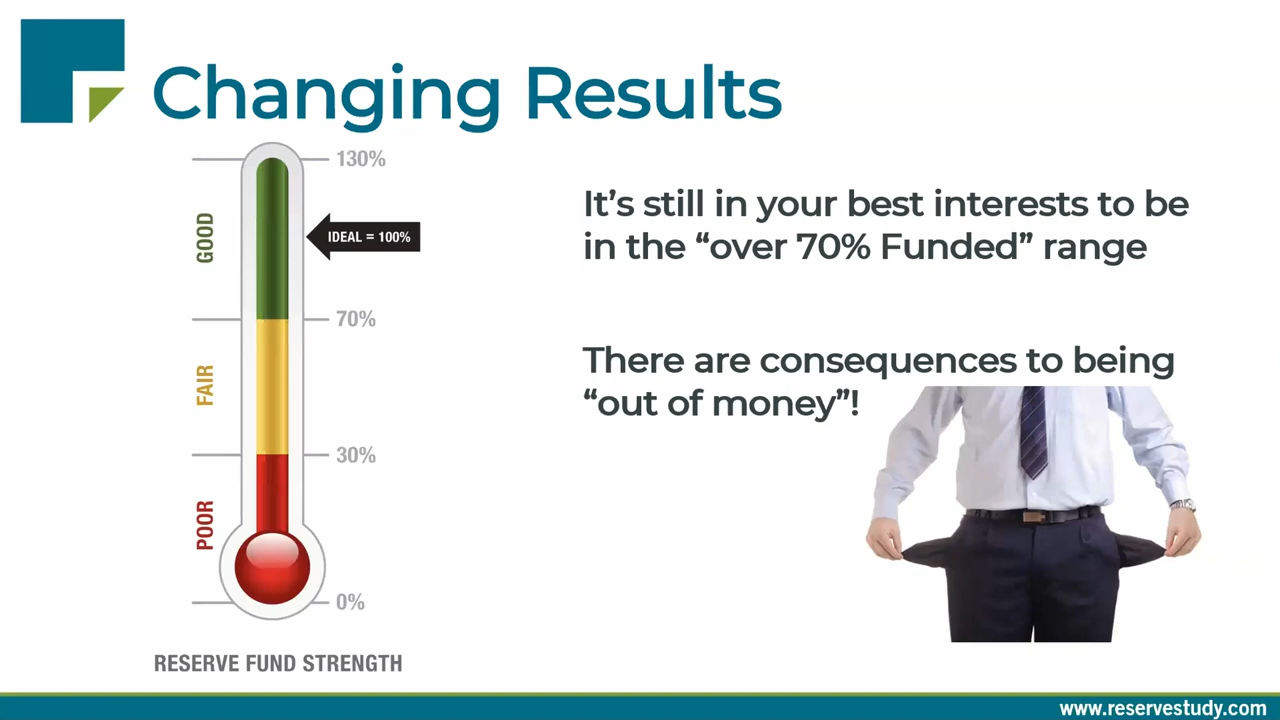 Changing Results
130%
GOOD
IDEAL = 100%
70%
FAIR
30%
POOR
0%
RESERVE FUND STRENGTH
It’s still in your best interests to be
in the “over 70% Funded” range
There are consequences to being
“out of money”!
www.reservestudy.com